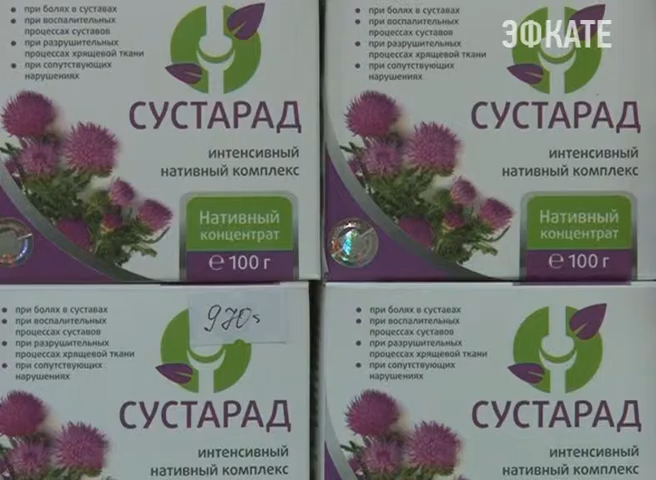 при болях в суставах
при воспалительных
процессах суставов
при разрушительных
процессах хрящевой ткани
при сопутствующих
нарушениях
СУСТАРАД
интенсивный
нативный комплекс
Нативный
концентрат
℮ 100 г
ЭФКАТЕ
при болях в суставах
при воспалительных
процессах суставов
при разрушительных
процессах хрящевой ткани
при сопутствующих
нарушениях
СУСТАРАД
интенсивный
нативный комплекс
Нативный
концентрат
℮ 100 г
при болях в суставах
при воспалительных
процессах суставов
при разрушительных
процессах хрящевой ткани
при сопутствующих
нарушениях
970
СУСТАРАД
интенсивный
нативный комплекс
при болях в суставах
при воспалительных
процессах суставов
при разрушительных
процессах хрящевой ткани
при сопутствующих
нарушениях
СУСТАРАД
интенсивный
нативный комплекс